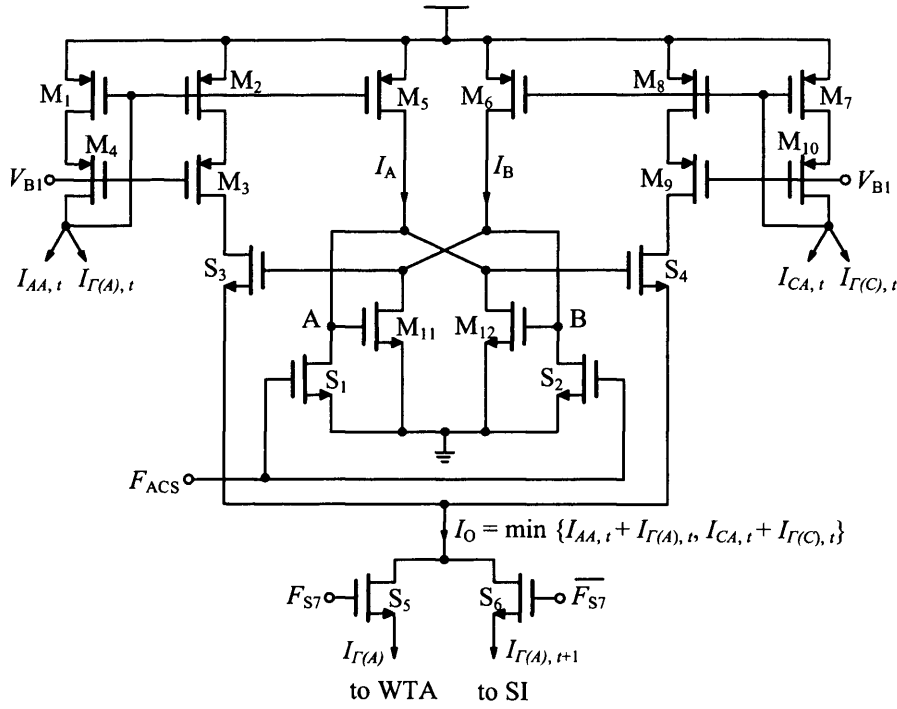 M1
M2
M5
M6
M8
M7
M4
M10
VB1
M3
IA
IB
M9
VB1
S3
S4
IAA, t
IΓ(A), t
ICA, t
IΓ(C), t
A
M11
M12
B
S1
S2
FACS
IO = min {IAA, t + IΓ(A), t, ICA, t + IΓ(C), t}
FS7
S5
S6
F̅S̅7̅
IΓ(A)
IΓ(A), t+1
to WTA
to SI